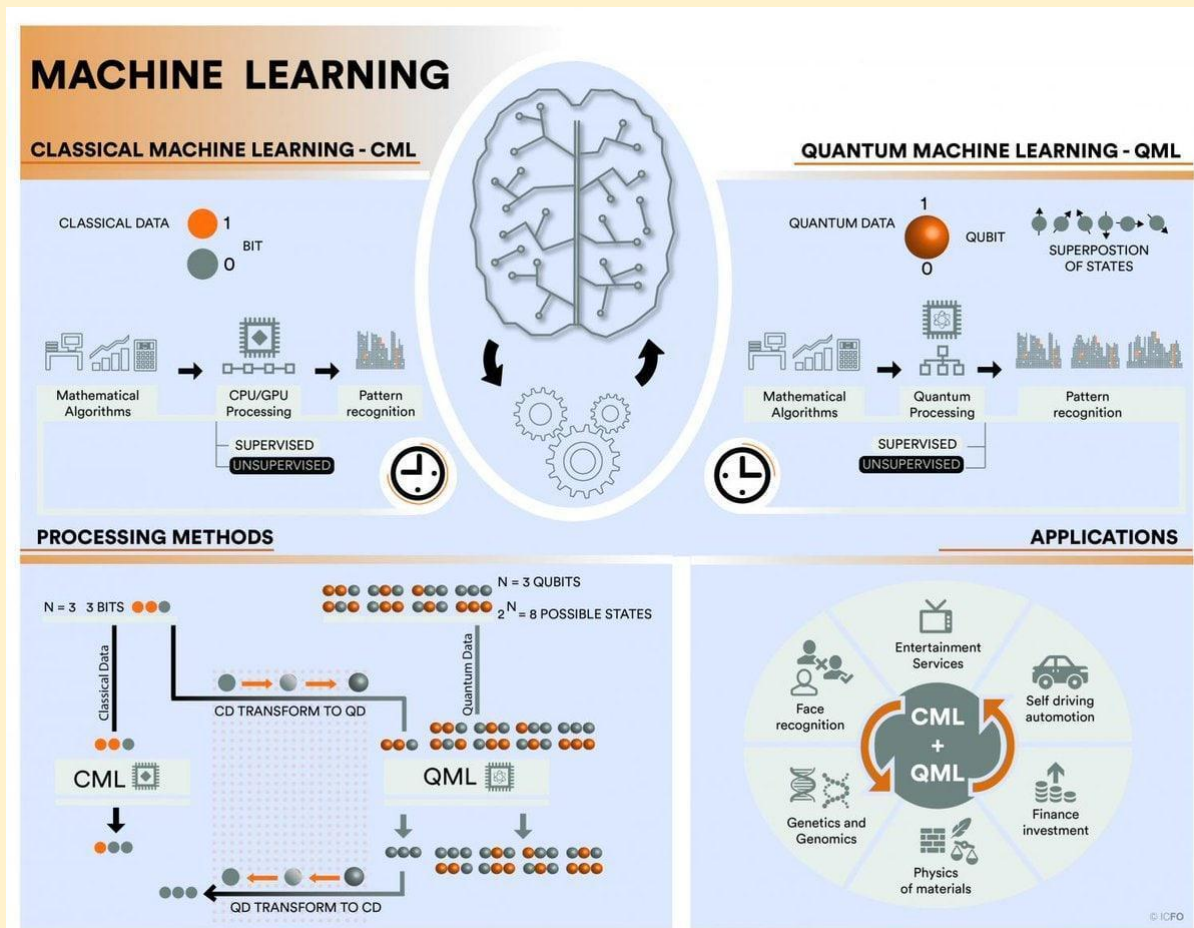 MACHINE LEARNING
CLASSICAL MACHINE LEARNING - CML
CLASSICAL DATA
1
BIT
0
Mathematical
Algorithms
CPU/GPU
Processing
Pattern
recognition
SUPERVISED
UNSUPERVISED
QUANTUM MACHINE LEARNING - QML
QUANTUM DATA
1
QUBIT
0
SUPERPOSTION
OF STATES
Mathematical
Algorithms
Quantum
Processing
Pattern
recognition
SUPERVISED
UNSUPERVISED
PROCESSING METHODS
N = 3 3 BITS
N = 3 QUBITS
2^N = 8 POSSIBLE STATES
Classical Data
Quantum Data
CD TRANSFORM TO QD
CML
QML
QD TRANSFORM TO CD
APPLICATIONS
Entertainment
Services
Self driving
automotion
Finance
investment
Physics
of materials
Genetics and
Genomics
Face
recognition
CML
+
QML
© ICFO